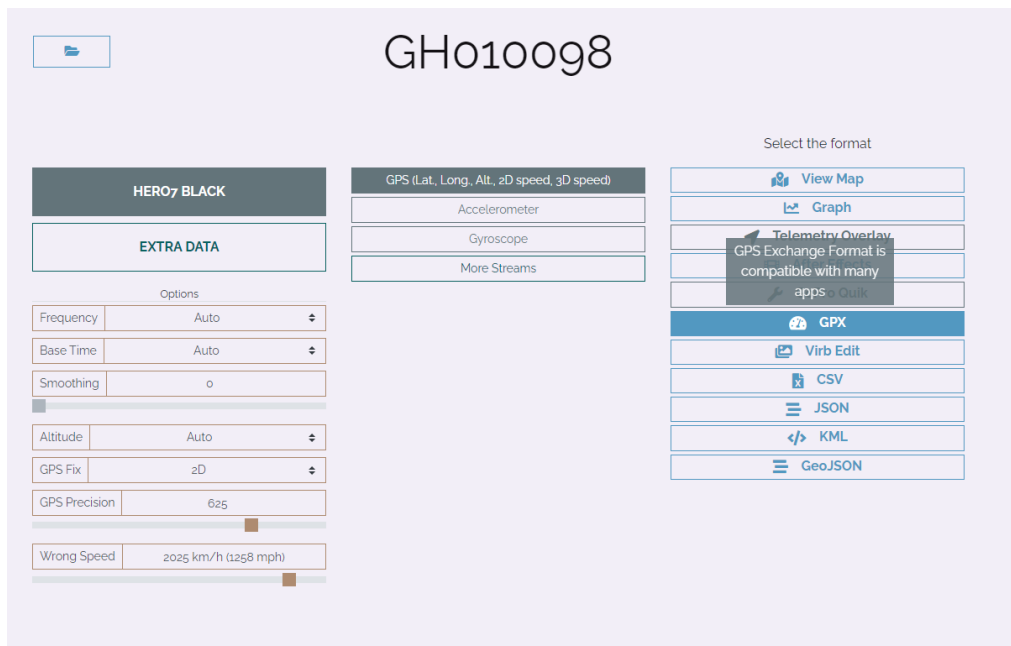 GH010098
Select the format
HERO7 BLACK
EXTRA DATA
Options
Frequency
Auto
Base Time
Auto
Smoothing
0
Altitude
Auto
GPS Fix
2D
GPS Precision
625
Wrong Speed
2025 km/h (1258 mph)
GPS (Lat., Long., Alt., 2D speed, 3D speed)
Accelerometer
Gyroscope
More Streams
View Map
Graph
Telemetry Overlay
GPS Exchange Format is
compatible with many
apps
After Effects
Quik
GPX
Virb Edit
CSV
JSON
KML
GeoJSON